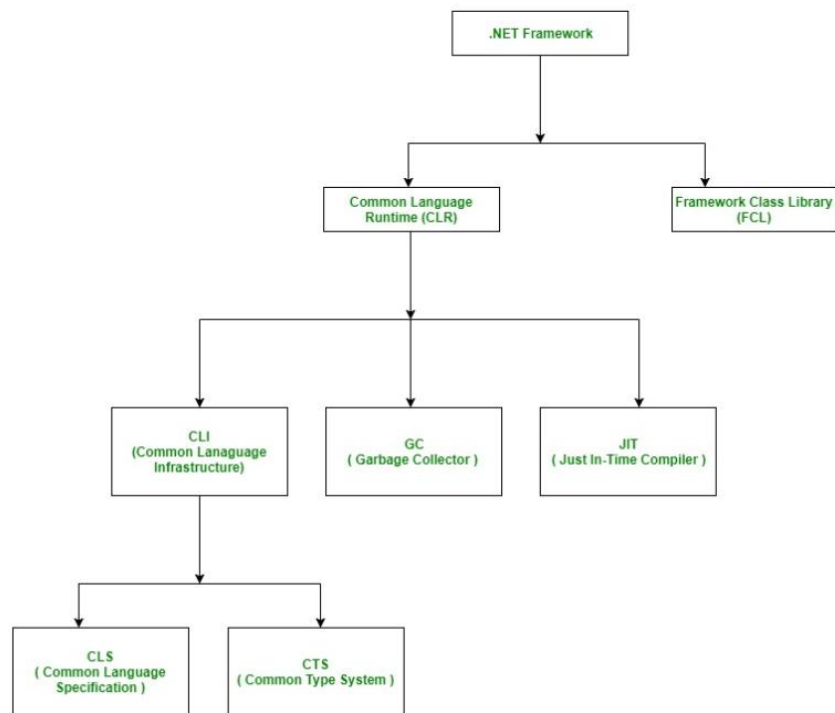 .NET Framework
Common Language
Runtime (CLR)
Framework Class Library
(FCL)
CLI
(Common Lanaguage
Infrastructure)
GC
( Garbage Collector )
JIT
( Just In-Time Compiler )
CLS
( Common Language
Specification )
CTS
( Common Type System )